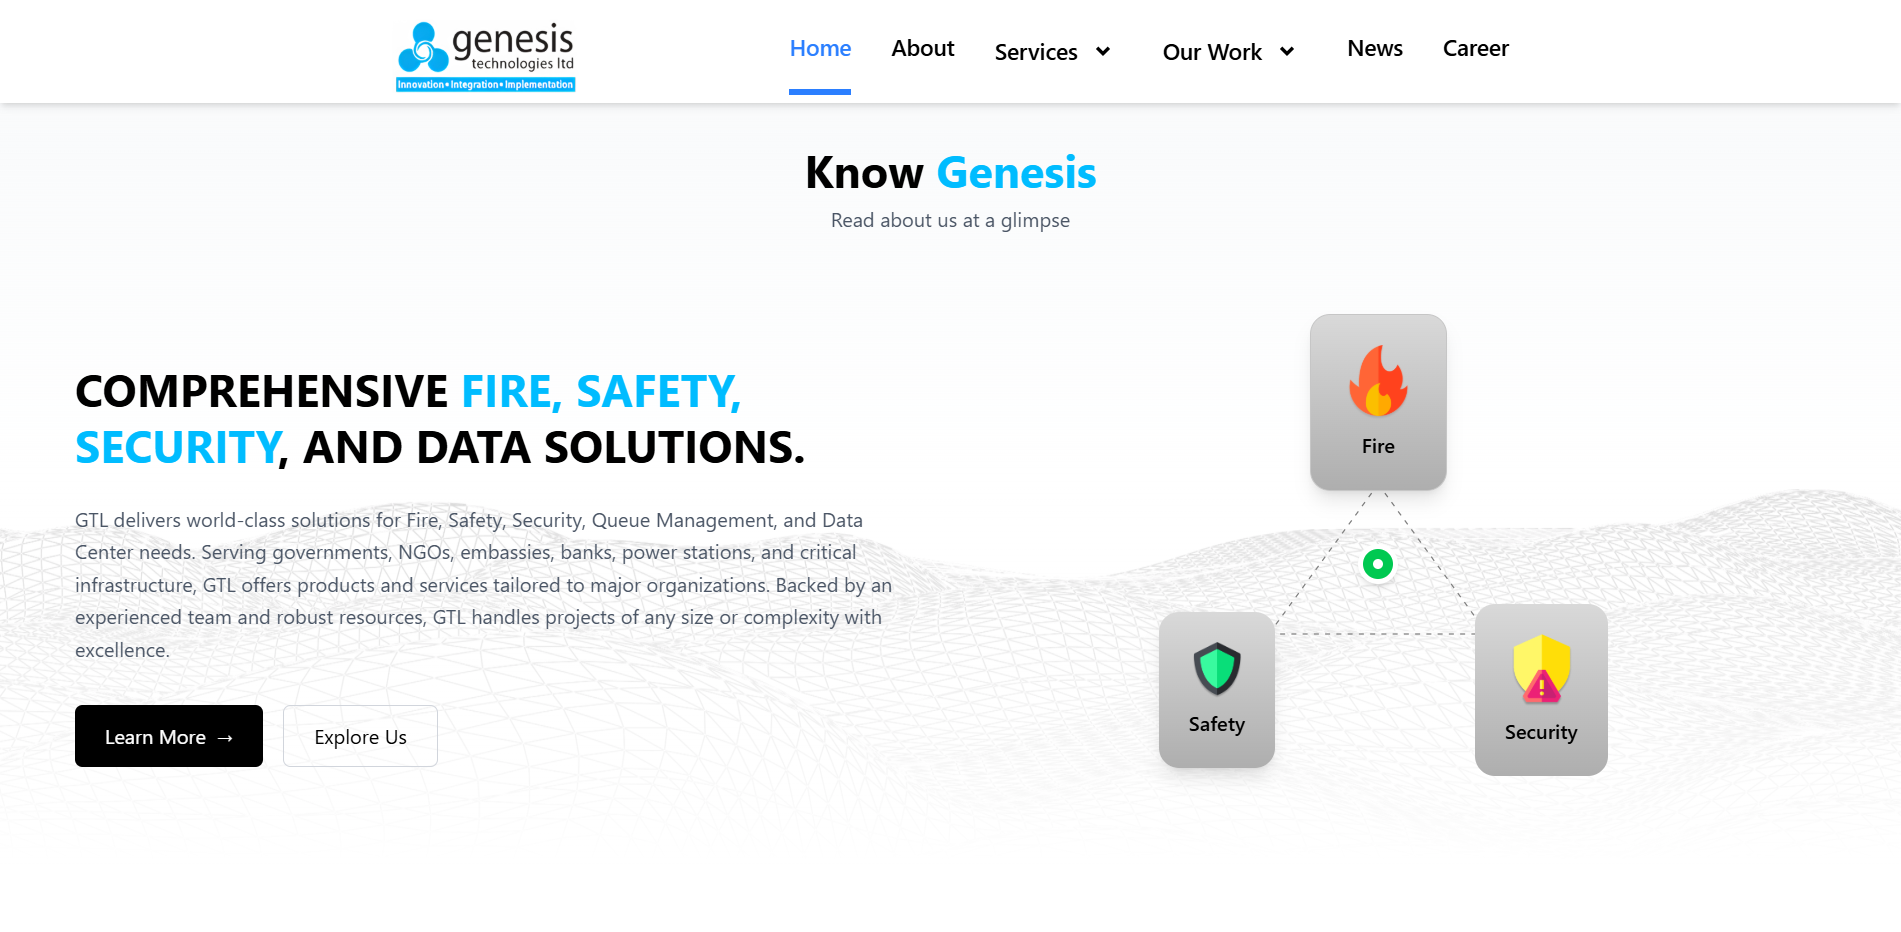 genesis
technologies ltd
Innovation • Integration • Implementation
Home About Services Our Work News Career
Know Genesis
Read about us at a glimpse
COMPREHENSIVE FIRE, SAFETY,
SECURITY, AND DATA SOLUTIONS.
GTL delivers world-class solutions for Fire, Safety, Security, Queue Management, and Data
Center needs. Serving governments, NGOs, embassies, banks, power stations, and critical
infrastructure, GTL offers products and services tailored to major organizations. Backed by an
experienced team and robust resources, GTL handles projects of any size or complexity with
excellence.
Learn More →
Explore Us
Fire
Safety
Security